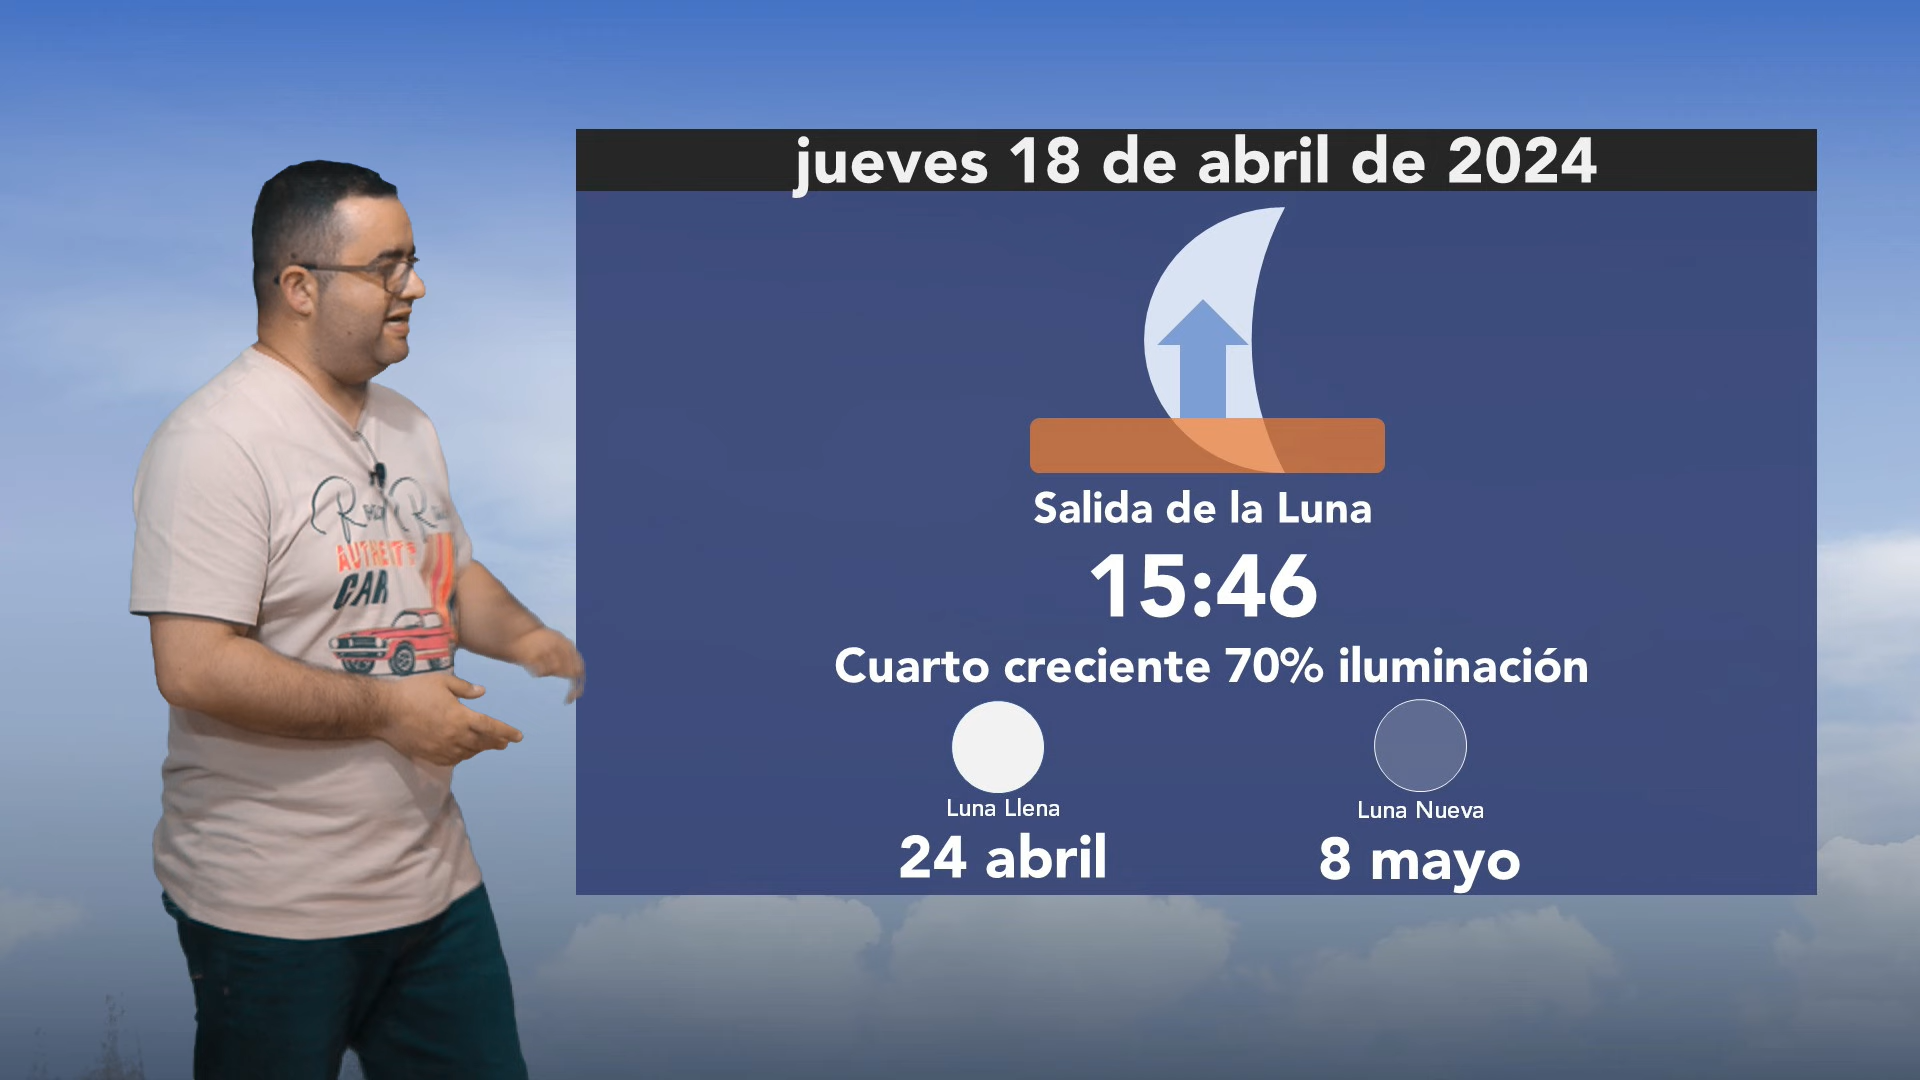 jueves 18 de abril de 2024
Salida de la Luna
15:46
Cuarto creciente 70% iluminación
Luna Llena
24 abril
Luna Nueva
8 mayo
CAR